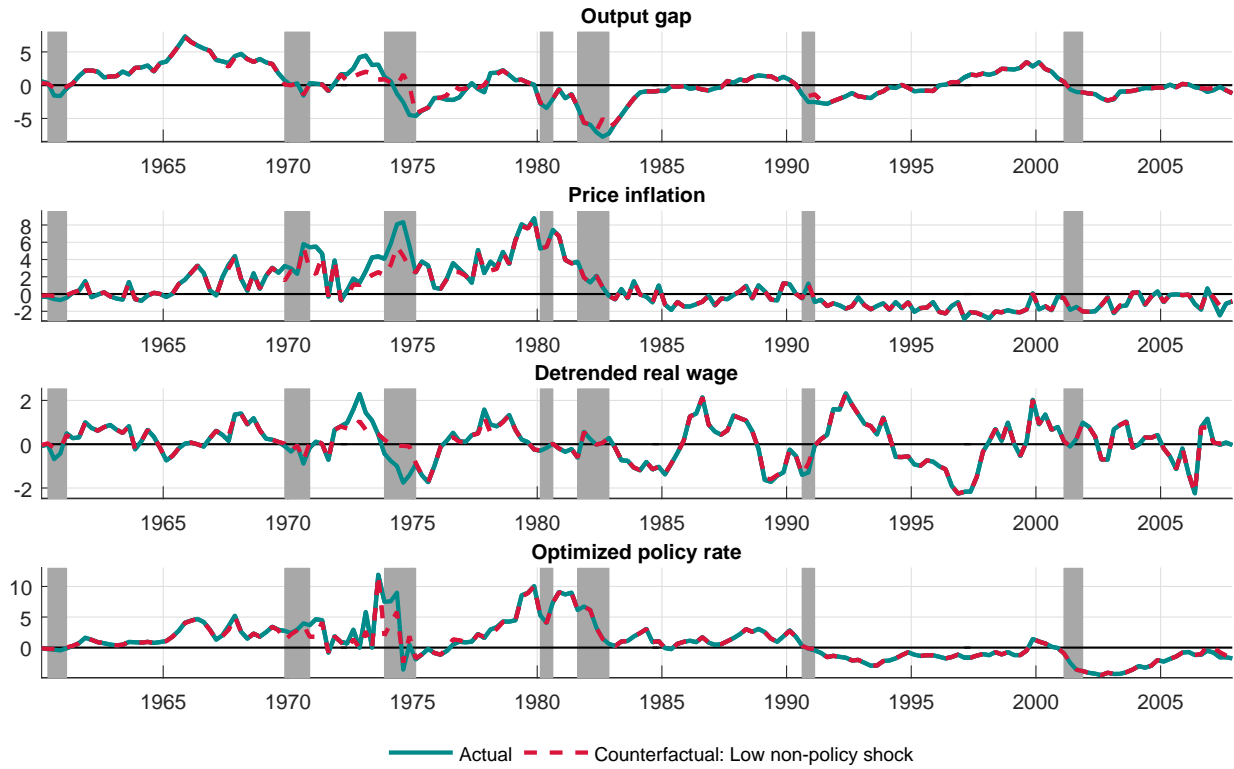 Output gap
5
0
-5
1965 1970 1975 1980 1985 1990 1995 2000 2005
Price inflation
8
6
4
2
0
-2
1965 1970 1975 1980 1985 1990 1995 2000 2005
Detrended real wage
2
0
-2
1965 1970 1975 1980 1985 1990 1995 2000 2005
Optimized policy rate
10
5
0
1965 1970 1975 1980 1985 1990 1995 2000 2005
Actual Counterfactual: Low non-policy shock